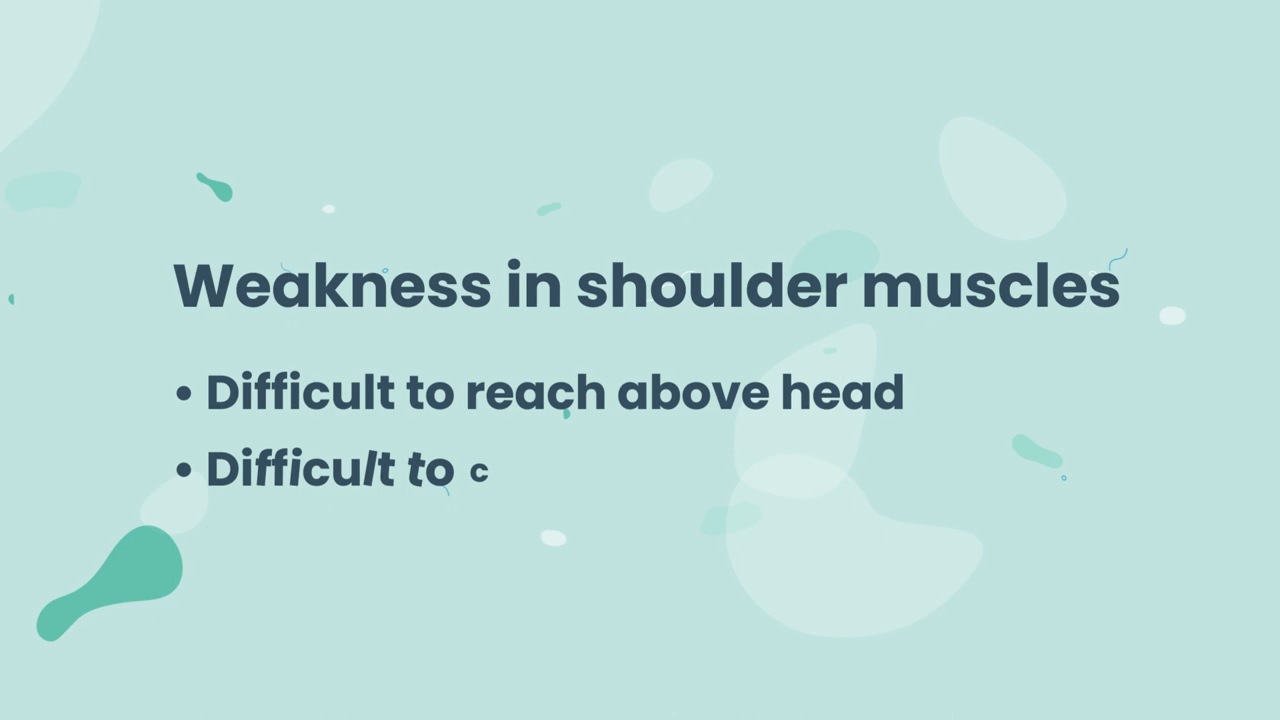 Weakness in shoulder muscles
• Difficult to reach above head
• Difficult to c